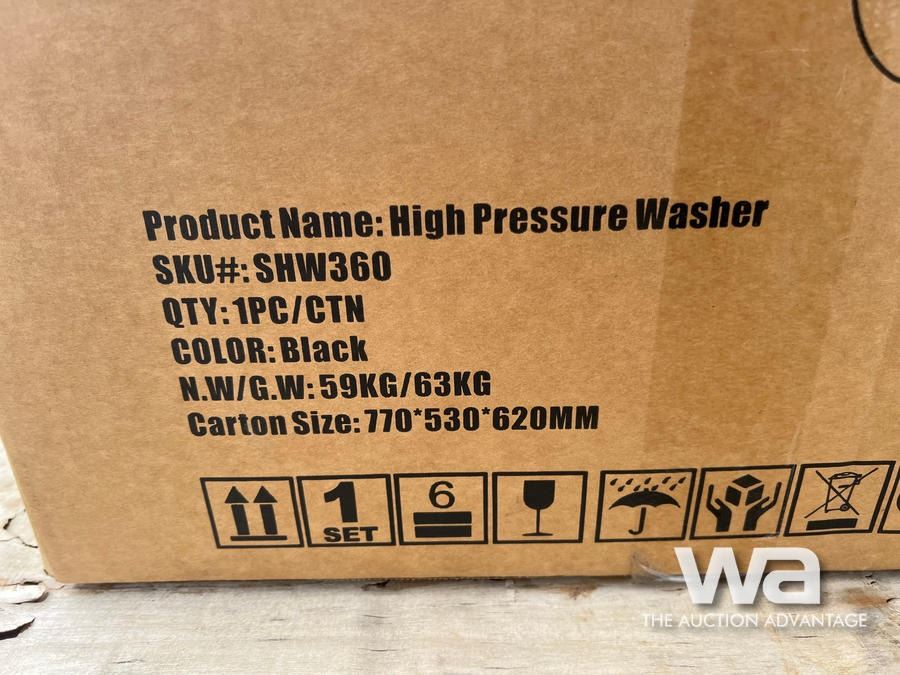 Product Name: High Pressure Washer
SKU#: SHW360
QTY: 1PC/CTN
COLOR: Black
N.W/G.W: 59KG/63KG
Carton Size: 770*530*620MM
1
SET
6
wa
THE AUCTION ADVANTAGE